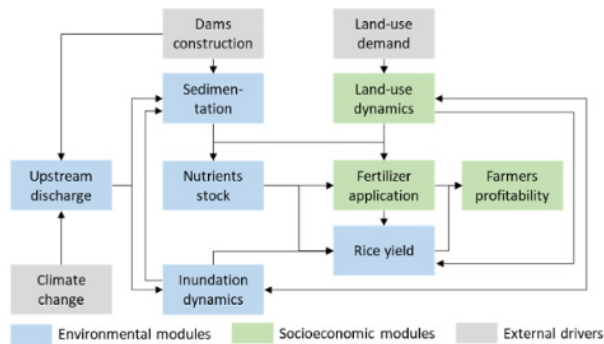 Dams
construction
Land-use
demand
Sedimen-
tation
Land-use
dynamics
Upstream
discharge
Nutrients
stock
Fertilizer
application
Farmers
profitability
Rice yield
Climate
change
Inundation
dynamics
Environmental modules
Socioeconomic modules
External drivers